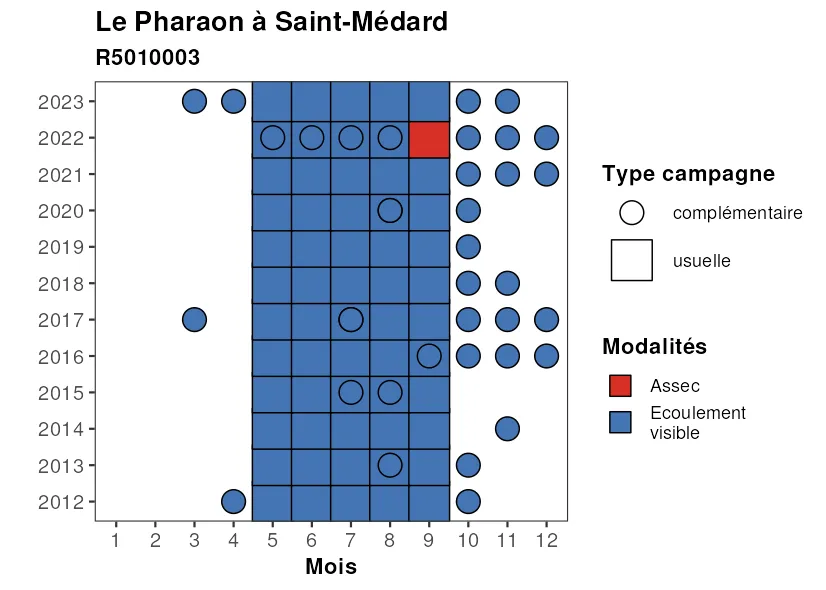 Le Pharaon à Saint-Médard
R5010003
2023
2022
2021
2020
2019
2018
2017
2016
2015
2014
2013
2012
1 2 3 4 5 6 7 8 9 10 11 12
Mois
Type campagne
complémentaire
usuelle
Modalités
Assec
Ecoulement
visible